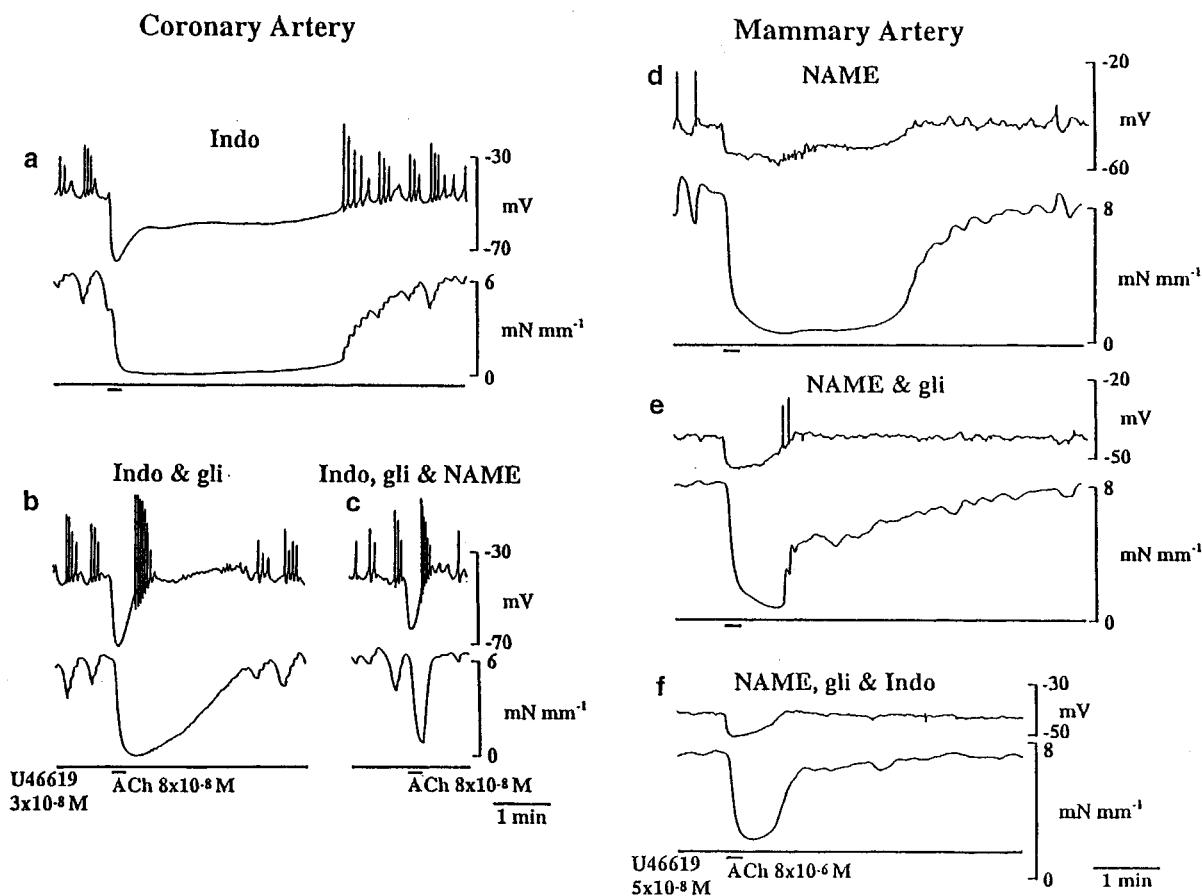 Coronary Artery
Indo
a
-30
mV
-70
6
mN mm⁻¹
0
Indo & gli
b
-30
mV
-70
6
mN mm⁻¹
0
Indo, gli & NAME
c
U46619
3x10⁻⁸ M
ACh 8x10⁻⁸ M
ACh 8x10⁻⁸ M
1 min
Mammary Artery
d
NAME
-20
mV
-60
8
mN mm⁻¹
0
e
NAME & gli
-20
mV
-50
8
mN mm⁻¹
0
f
NAME, gli & Indo
-30
mV
-50
8
mN mm⁻¹
0
U46619
5x10⁻⁸ M
ACh 8x10⁻⁶ M
1 min